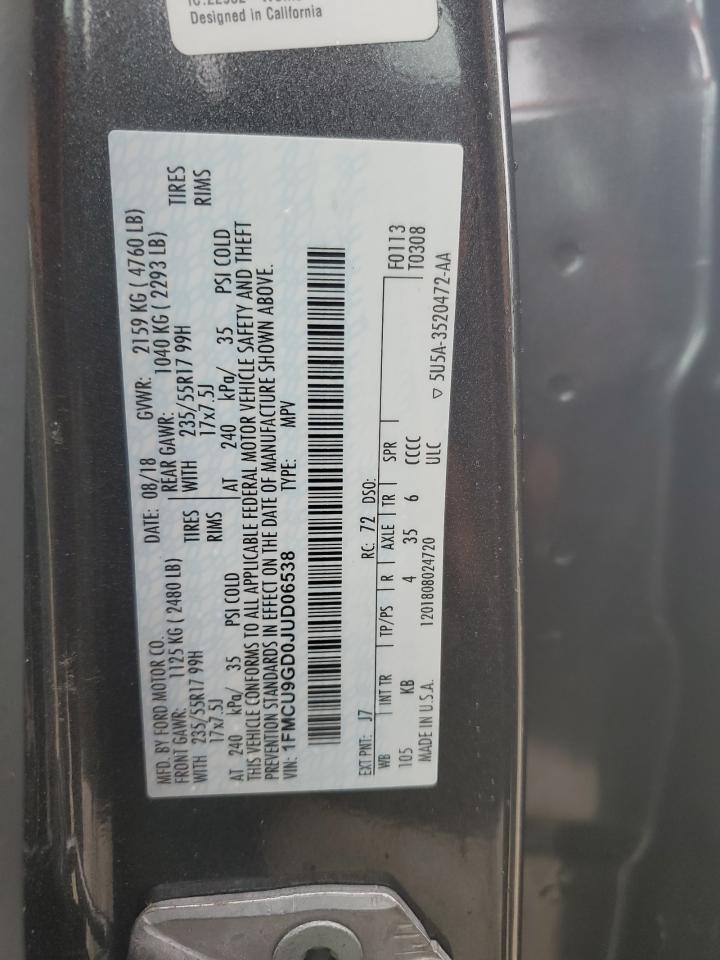 Designed in California
MFD. BY FORD MOTOR CO. DATE: 08/18 GVWR: 2159 KG ( 4760 LB)
FRONT GAWR: 1125 KG ( 2480 LB) REAR GAWR: 1040 KG ( 2293 LB)
WITH 235/55R17 99H TIRES WITH 235/55R17 99H TIRES
17x7.5J RIMS 17x7.5J RIMS
AT 240 kPa/ 35 PSI COLD AT 240 kPa/ 35 PSI COLD
THIS VEHICLE CONFORMS TO ALL APPLICABLE FEDERAL MOTOR VEHICLE SAFETY AND THEFT
PREVENTION STANDARDS IN EFFECT ON THE DATE OF MANUFACTURE SHOWN ABOVE.
VIN: 1FMCU9GD0JUD06538 TYPE: MPV
EXT PNT: J7 RC: 72 DSO: F0113
WB INT TR TP/PS R AXLE TR SPR T0308
105 KB 4 35 6 CCCC
MADE IN U.S.A. 1201808024720 ULC ▽ 5U5A-3520472-AA